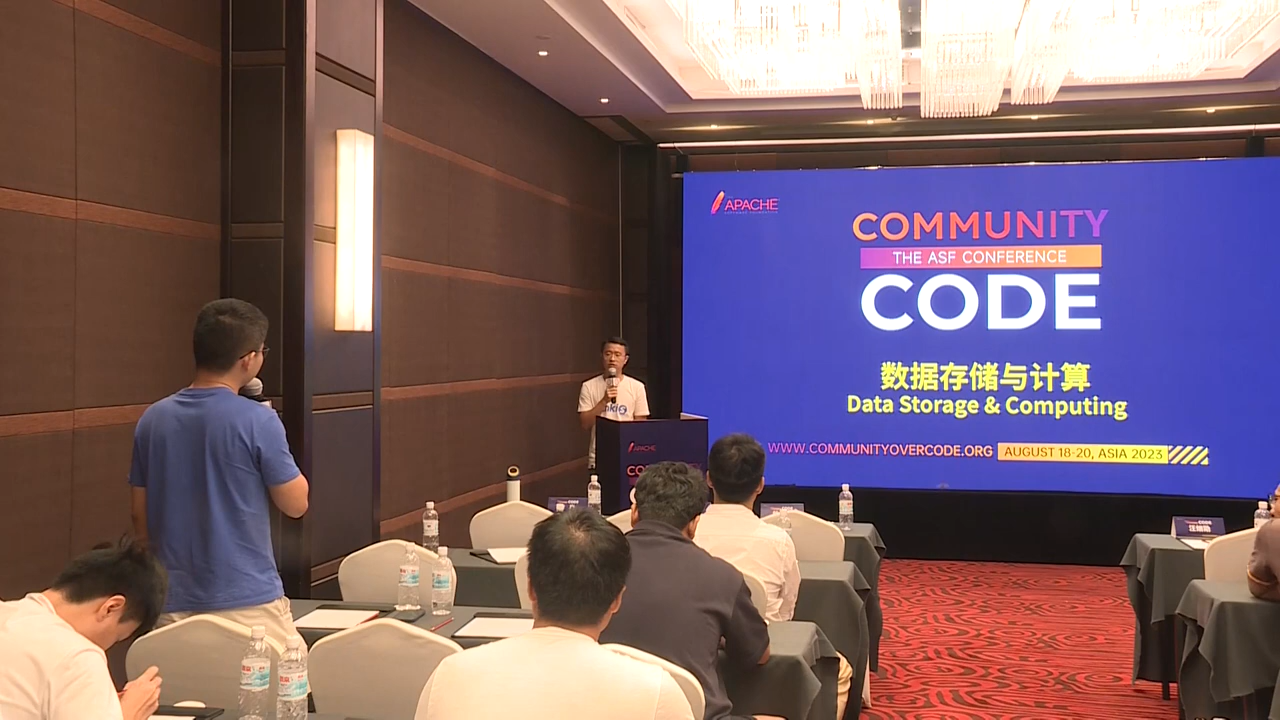 APACHE
COMMUNITY
THE ASF CONFERENCE
CODE
数据存储与计算
Data Storage & Computing
WWW.COMMUNITYOVERCODE.ORG
AUGUST 18-20, ASIA 2023
APACHE